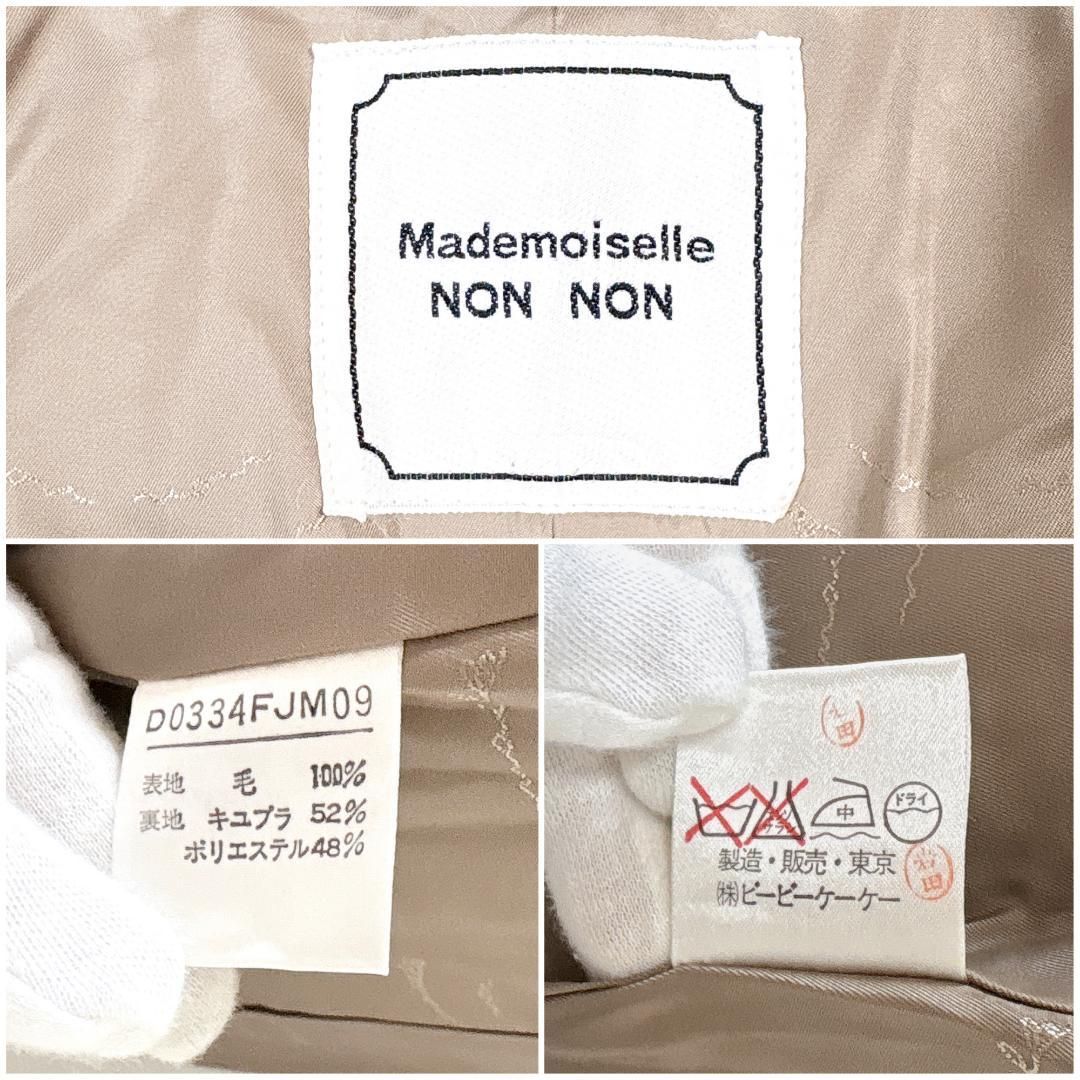 Mademoiselle
NON NON
D0334FJM09
表地 毛 100%
裏地 キユプラ 52%
ポリエステル48%
中 ドライ
製造・販売・東京
㈱ビービーケーケー